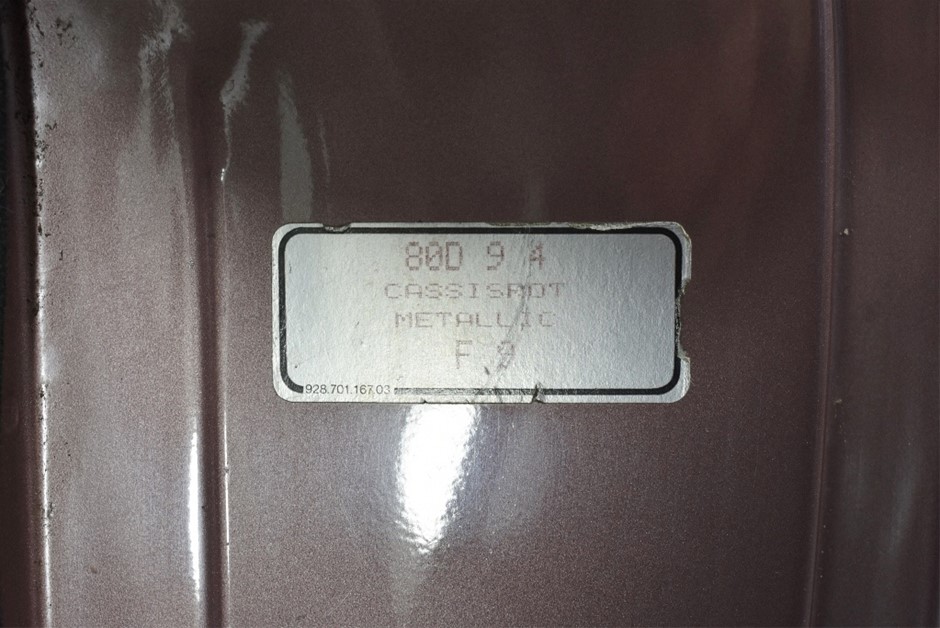 80D 9 4
CASSISROT
METALLIC
F 9
928.701.167.03